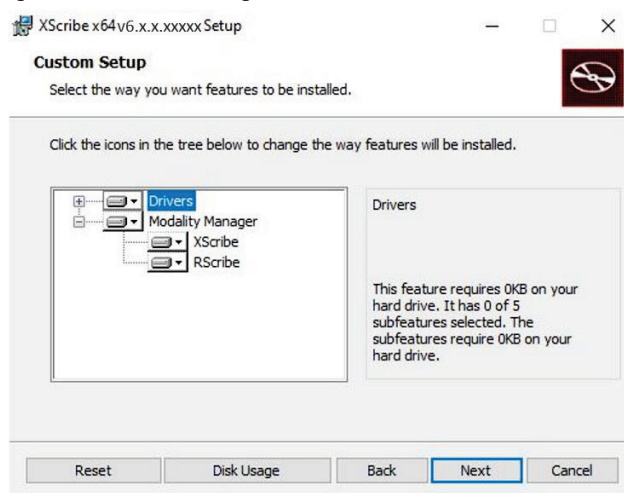 XScribe x64 v6.x.x.xxxxx Setup
Custom Setup
Select the way you want features to be installed.
Click the icons in the tree below to change the way features will be installed.
Drivers
Modality Manager
XScribe
RScribe
Drivers
This feature requires 0KB on your
hard drive. It has 0 of 5
subfeatures selected. The
subfeatures require 0KB on your
hard drive.
Reset
Disk Usage
Back
Next
Cancel